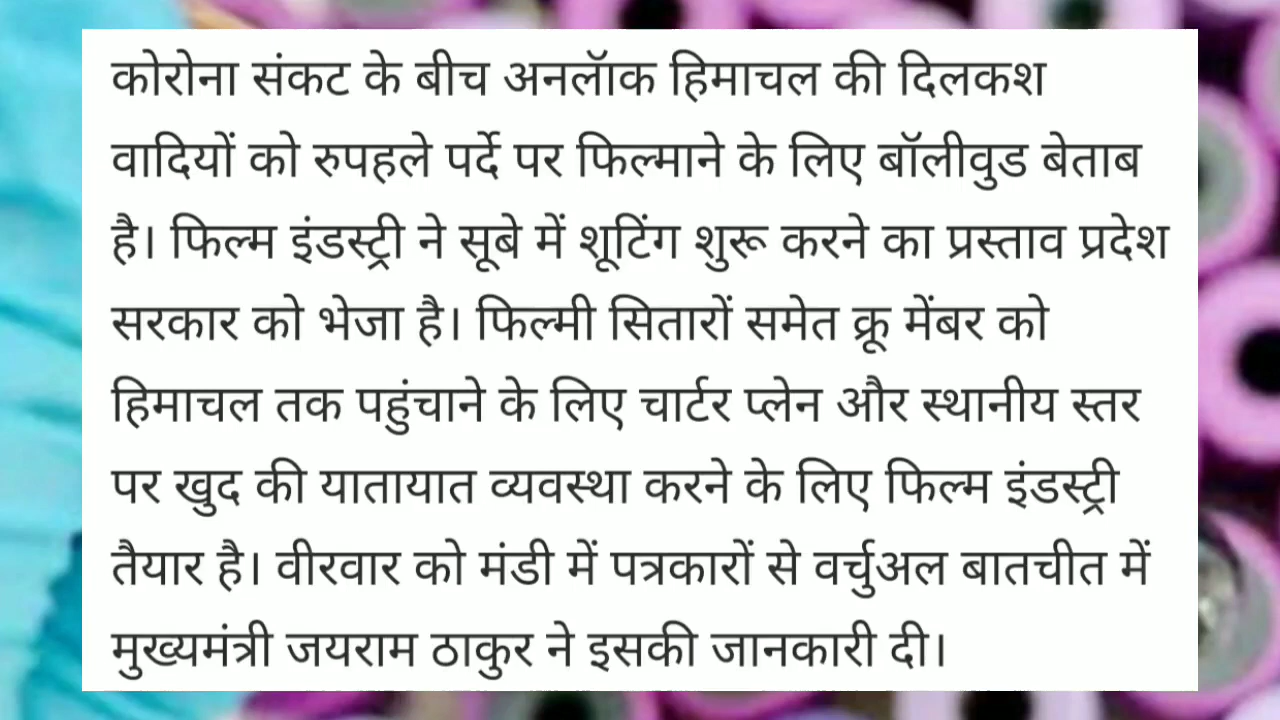 कोरोना संकट के बीच अनलॉक हिमाचल की दिलकश
वादियों को रुपहले पर्दे पर फिल्माने के लिए बॉलीवुड बेताब
है। फिल्म इंडस्ट्री ने सूबे में शूटिंग शुरू करने का प्रस्ताव प्रदेश
सरकार को भेजा है। फिल्मी सितारों समेत क्रू मेंबर को
हिमाचल तक पहुंचाने के लिए चार्टर प्लेन और स्थानीय स्तर
पर खुद की यातायात व्यवस्था करने के लिए फिल्म इंडस्ट्री
तैयार है। वीरवार को मंडी में पत्रकारों से वर्चुअल बातचीत में
मुख्यमंत्री जयराम ठाकुर ने इसकी जानकारी दी।